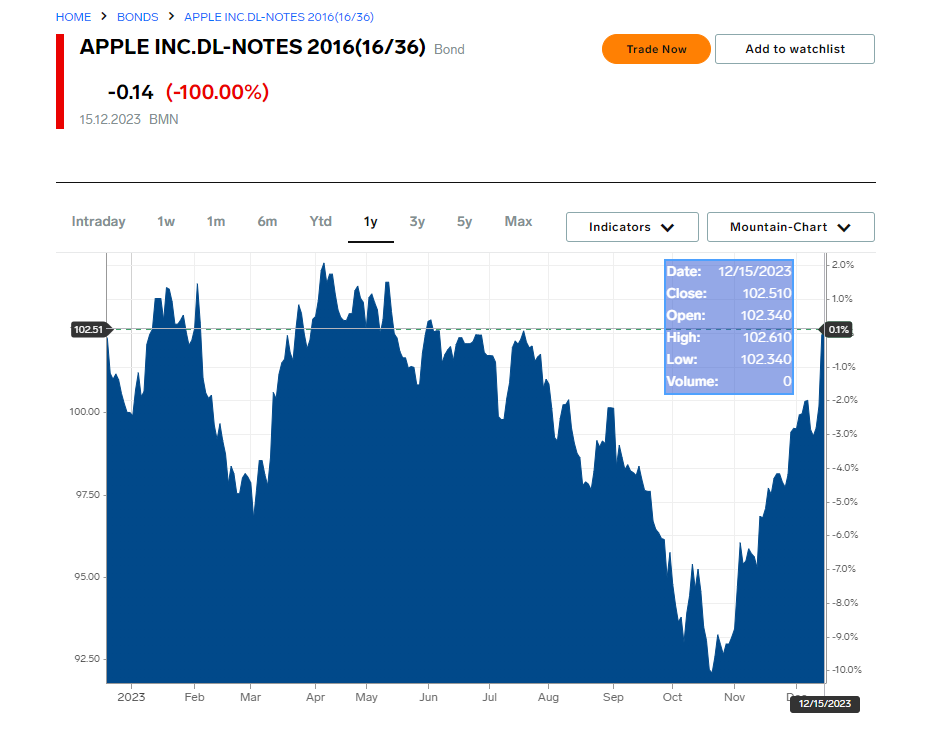 HOME > BONDS > APPLE INC.DL-NOTES 2016(16/36)
APPLE INC.DL-NOTES 2016(16/36) Bond
Trade Now
Add to watchlist
-0.14 (-100.00%)
15.12.2023 BMN
Intraday 1w 1m 6m Ytd 1y 3y 5y Max
Indicators
Mountain-Chart
Date: 12/15/2023
Close: 102.510
Open: 102.340
High: 102.610
Low: 102.340
Volume: 0
102.51
100.00
97.50
95.00
92.50
2.0%
1.0%
0.1%
-1.0%
-2.0%
-3.0%
-4.0%
-5.0%
-6.0%
-7.0%
-8.0%
-9.0%
-10.0%
2023 Feb Mar Apr May Jun Jul Aug Sep Oct Nov
12/15/2023